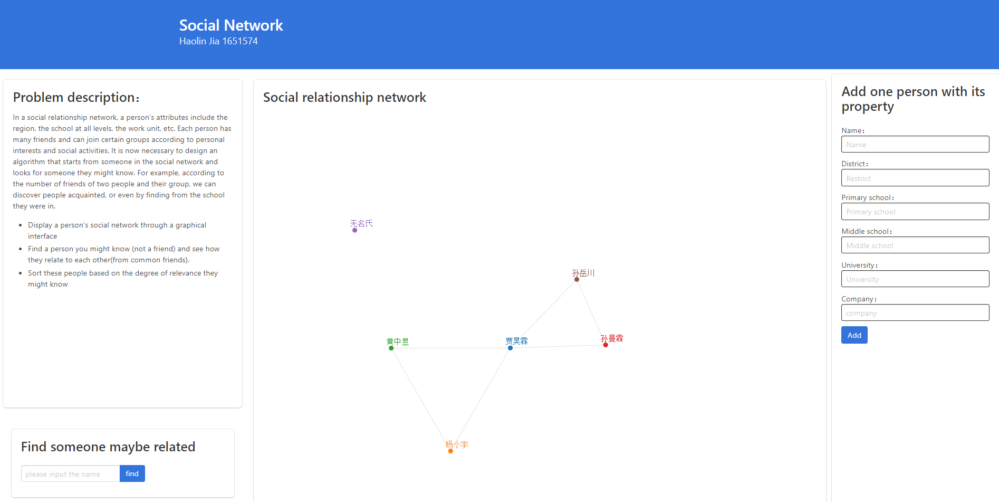 Social Network
Haolin Jia 1651574
Problem description：
In a social relationship network, a person's attributes include the
region, the school at all levels, the work unit, etc. Each person has
many friends and can join certain groups according to personal
interests and social activities. It is now necessary to design an
algorithm that starts from someone in the social network and
looks for someone they might know. For example, according to
the number of friends of two people and their group, we can
discover people acquainted, or even by finding from the school
they were in.
• Display a person's social network through a graphical
interface
• Find a person you might know (not a friend) and see how
they relate to each other(from common friends).
• Sort these people based on the degree of relevance they
might know
Find someone maybe related
please input the name
find
Social relationship network
无名氏
孙岳川
黄中昱
贾昊霖
孙曼霖
杨小宇
Add one person with its
property
Name：
Name
District：
Restrict
Primary school：
Primary school
Middle school：
Middle school
University：
University
Company：
company
Add